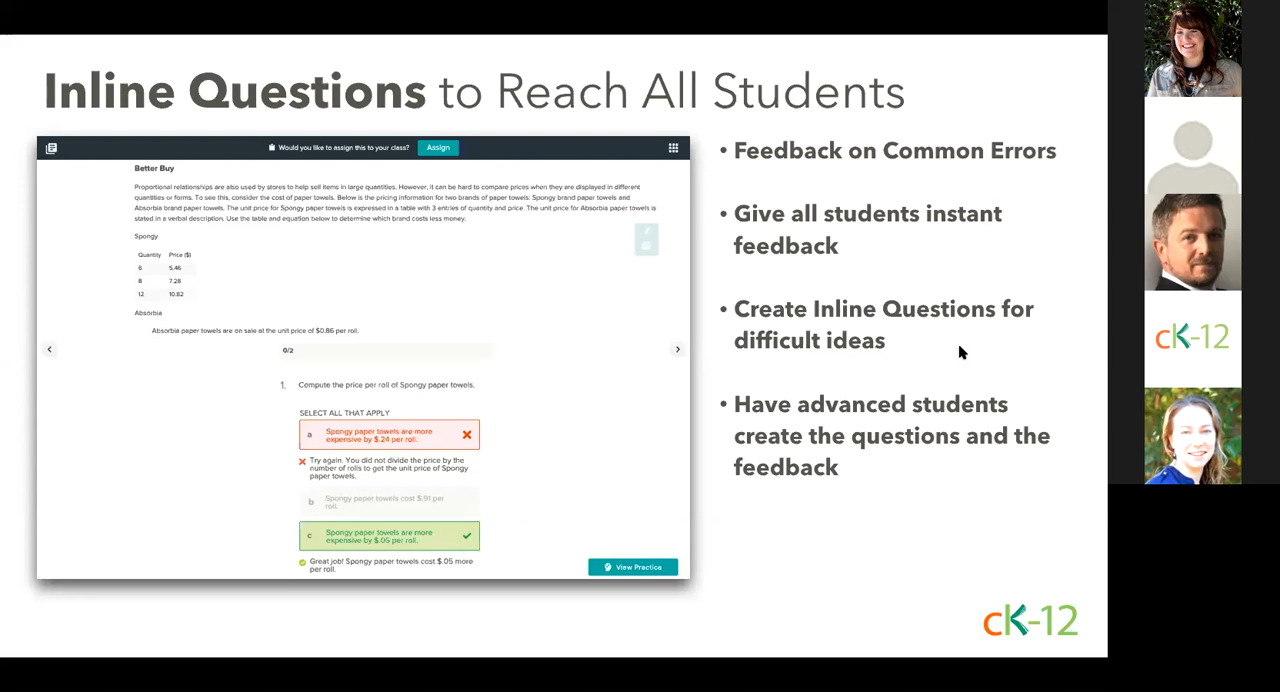 Inline Questions to Reach All Students
Would you like to assign this to your class?
Assign
Better Buy
Proportional relationships are also used by stores to help sell items in large quantities. However, it can be hard to compare prices when they are displayed in different
quantities or forms. To see this, consider the cost of paper towels. Below is the pricing information for two brands of paper towels: Spongy brand paper towels and
Absorbia brand paper towels. The unit price for Spongy paper towels is expressed in a table with 3 entries of quantity and price. The unit price for Absorbia paper towels is
stated in a verbal description. Use the table and equation below to determine which brand costs less money.
Spongy
Quantity Price ($)
6 5.46
8 7.28
12 10.82
Absorbia
Absorbia paper towels are on sale at the unit price of $0.86 per roll.
0/2
1. Compute the price per roll of Spongy paper towels.
SELECT ALL THAT APPLY
a Spongy paper towels are more
expensive by $.24 per roll.
Try again. You did not divide the price by the
number of rolls to get the unit price of Spongy
paper towels.
b Spongy paper towels cost $.91 per
roll.
c Spongy paper towels are more
expensive by $.05 per roll.
Great job! Spongy paper towels cost $.05 more
per roll.
View Practice
• Feedback on Common Errors
• Give all students instant
feedback
• Create Inline Questions for
difficult ideas
• Have advanced students
create the questions and the
feedback
cK-12
cK-12